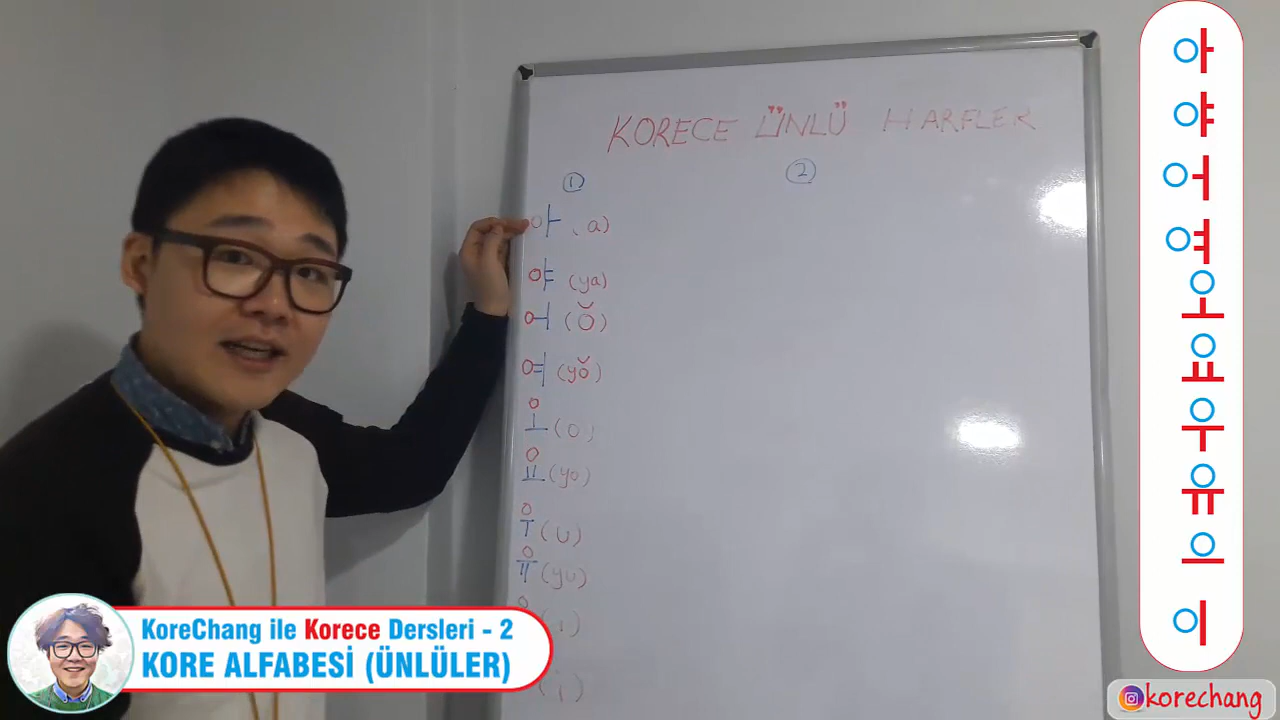 KORECE ÜNLÜ HARFLER
① ②
아 (a)
야 (ya)
어 (ŏ)
여 (yŏ)
오 (o)
요 (yo)
우 (u)
유 (yu)
(ı)
(i)
아
야
어
여
오
요
우
유
으
이
KoreChang ile Korece Dersleri - 2
KORE ALFABESİ (ÜNLÜLER)
@korechang